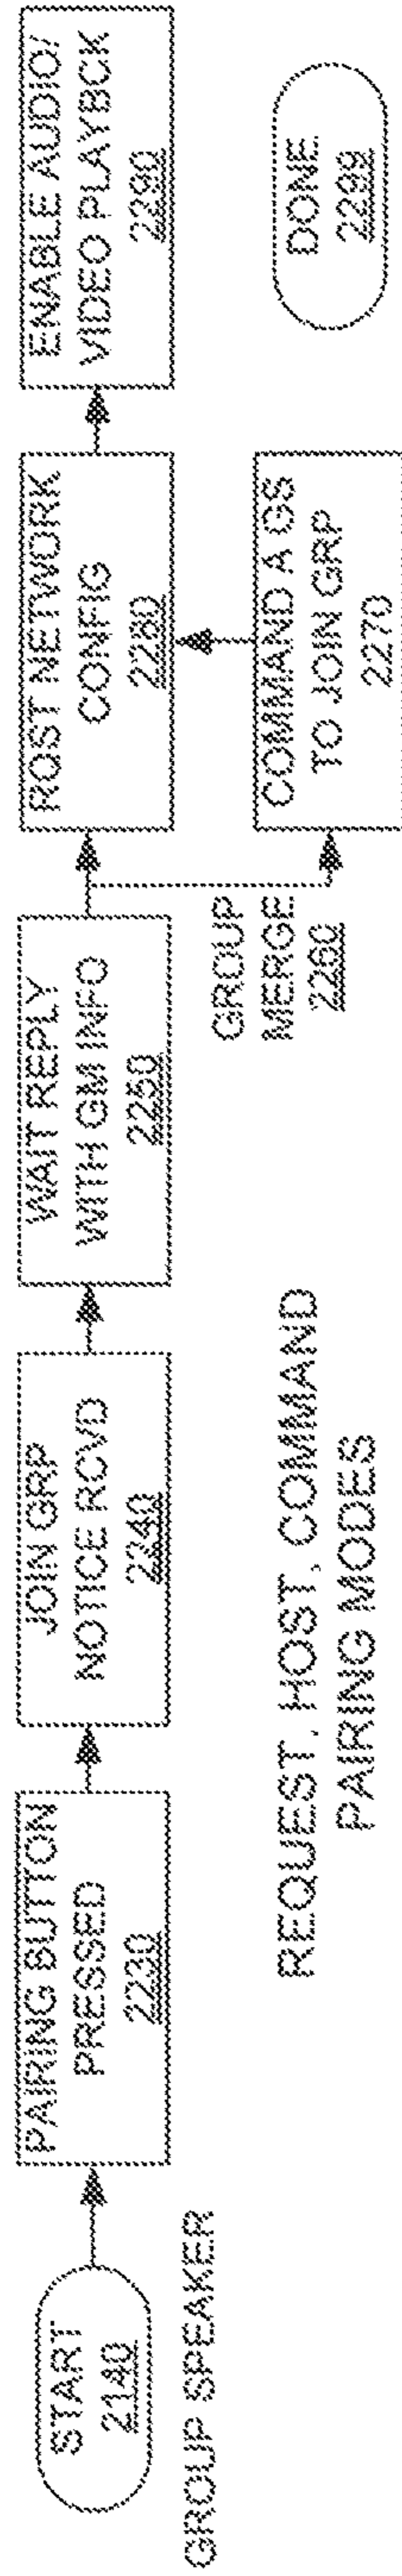 START
2140
GROUP SPEAKER
PAIRING BUTTON
PRESSED
2230
JOIN GRP
NOTICE RCVD
2240
WAIT REPLY
WITH GM INFO
2250
GROUP
MERGE
2260
ROST NETWORK
CONFIG
2280
COMMAND A GS
TO JOIN GRP
2270
ENABLE AUDIO/
VIDEO PLAYBCK
2290
DONE
2299
REQUEST, HOST, COMMAND
PAIRING MODES